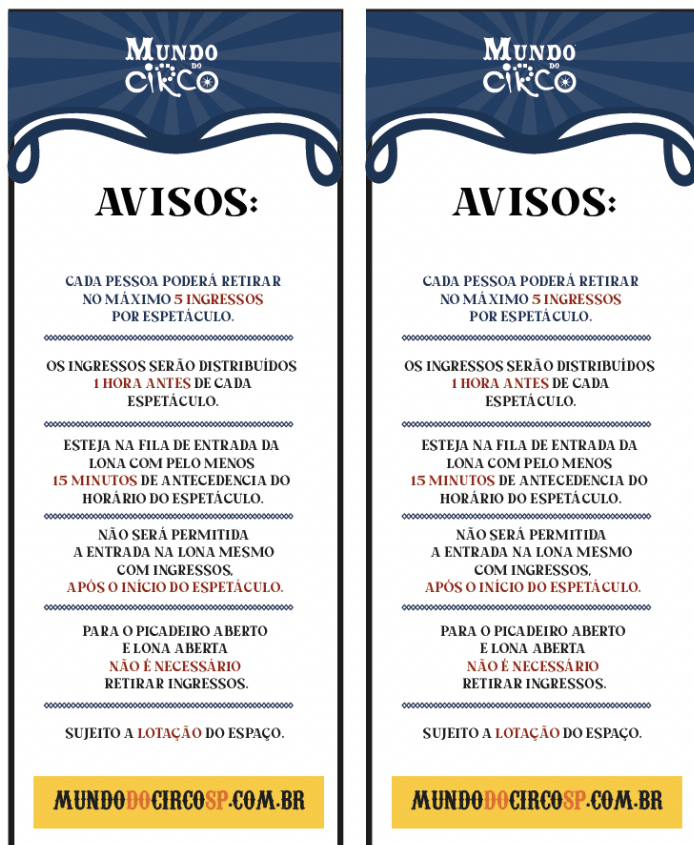 MUNDO
DO
CIRCO
AVISOS:
CADA PESSOA PODERÁ RETIRAR
NO MÁXIMO 5 INGRESSOS
POR ESPETÁCULO.
OS INGRESSOS SERÃO DISTRIBUÍDOS
1 HORA ANTES DE CADA
ESPETÁCULO.
ESTEJA NA FILA DE ENTRADA DA
LONA COM PELO MENOS
15 MINUTOS DE ANTECEDENCIA DO
HORÁRIO DO ESPETÁCULO.
NÃO SERÁ PERMITIDA
A ENTRADA NA LONA MESMO
COM INGRESSOS,
APÓS O INÍCIO DO ESPETÁCULO.
PARA O PICADEIRO ABERTO
E LONA ABERTA
NÃO É NECESSÁRIO
RETIRAR INGRESSOS.
SUJEITO A LOTAÇÃO DO ESPAÇO.
MUNDODOCIRCOSP.COM.BR
MUNDO
DO
CIRCO
AVISOS:
CADA PESSOA PODERÁ RETIRAR
NO MÁXIMO 5 INGRESSOS
POR ESPETÁCULO.
OS INGRESSOS SERÃO DISTRIBUÍDOS
1 HORA ANTES DE CADA
ESPETÁCULO.
ESTEJA NA FILA DE ENTRADA DA
LONA COM PELO MENOS
15 MINUTOS DE ANTECEDENCIA DO
HORÁRIO DO ESPETÁCULO.
NÃO SERÁ PERMITIDA
A ENTRADA NA LONA MESMO
COM INGRESSOS,
APÓS O INÍCIO DO ESPETÁCULO.
PARA O PICADEIRO ABERTO
E LONA ABERTA
NÃO É NECESSÁRIO
RETIRAR INGRESSOS.
SUJEITO A LOTAÇÃO DO ESPAÇO.
MUNDODOCIRCOSP.COM.BR